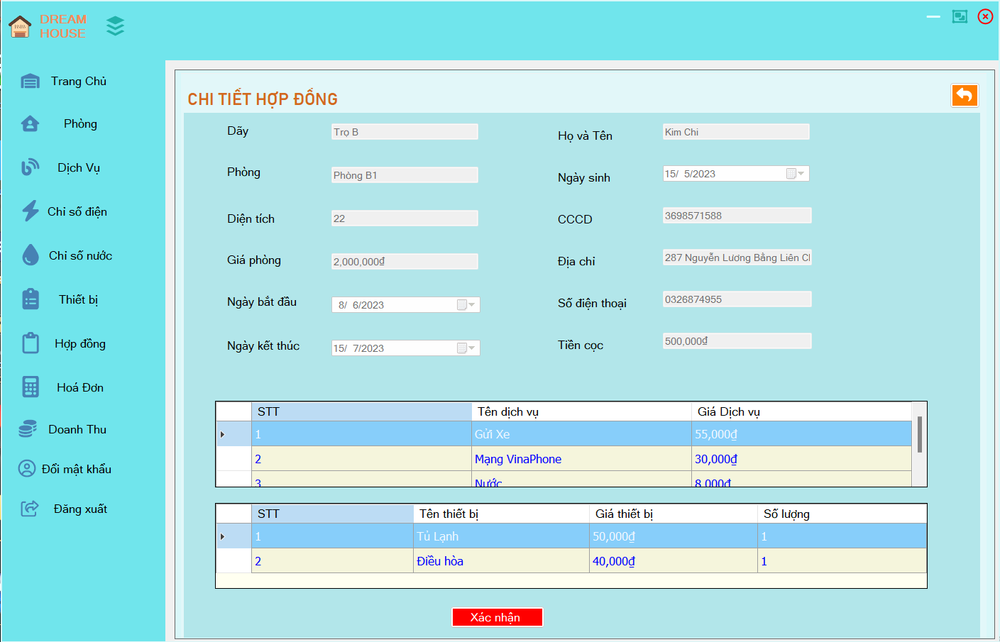 DREAM
HOUSE
Trang Chủ
Phòng
Dịch Vụ
Chỉ số điện
Chỉ số nước
Thiết bị
Hợp đồng
Hoá Đơn
Doanh Thu
Đổi mật khẩu
Đăng xuất
CHI TIẾT HỢP ĐỒNG
Dãy Trọ B Họ và Tên Kim Chi
Phòng Phòng B1 Ngày sinh 15/ 5/2023
Diện tích 22 CCCD 3698571588
Giá phòng 2,000,000₫ Địa chỉ 287 Nguyễn Lương Bằng Liên
Ngày bắt đầu 8/ 6/2023 Số điện thoại 0326874955
Ngày kết thúc 15/ 7/2023 Tiền cọc 500,000₫
STT Tên dịch vụ Giá Dịch vụ
1 Gửi Xe 55,000₫
2 Mạng VinaPhone 30,000₫
3 Nước 8,000₫
STT Tên thiết bị Giá thiết bị Số lượng
1 Tủ Lạnh 50,000₫ 1
2 Điều hòa 40,000₫ 1
Xác nhận